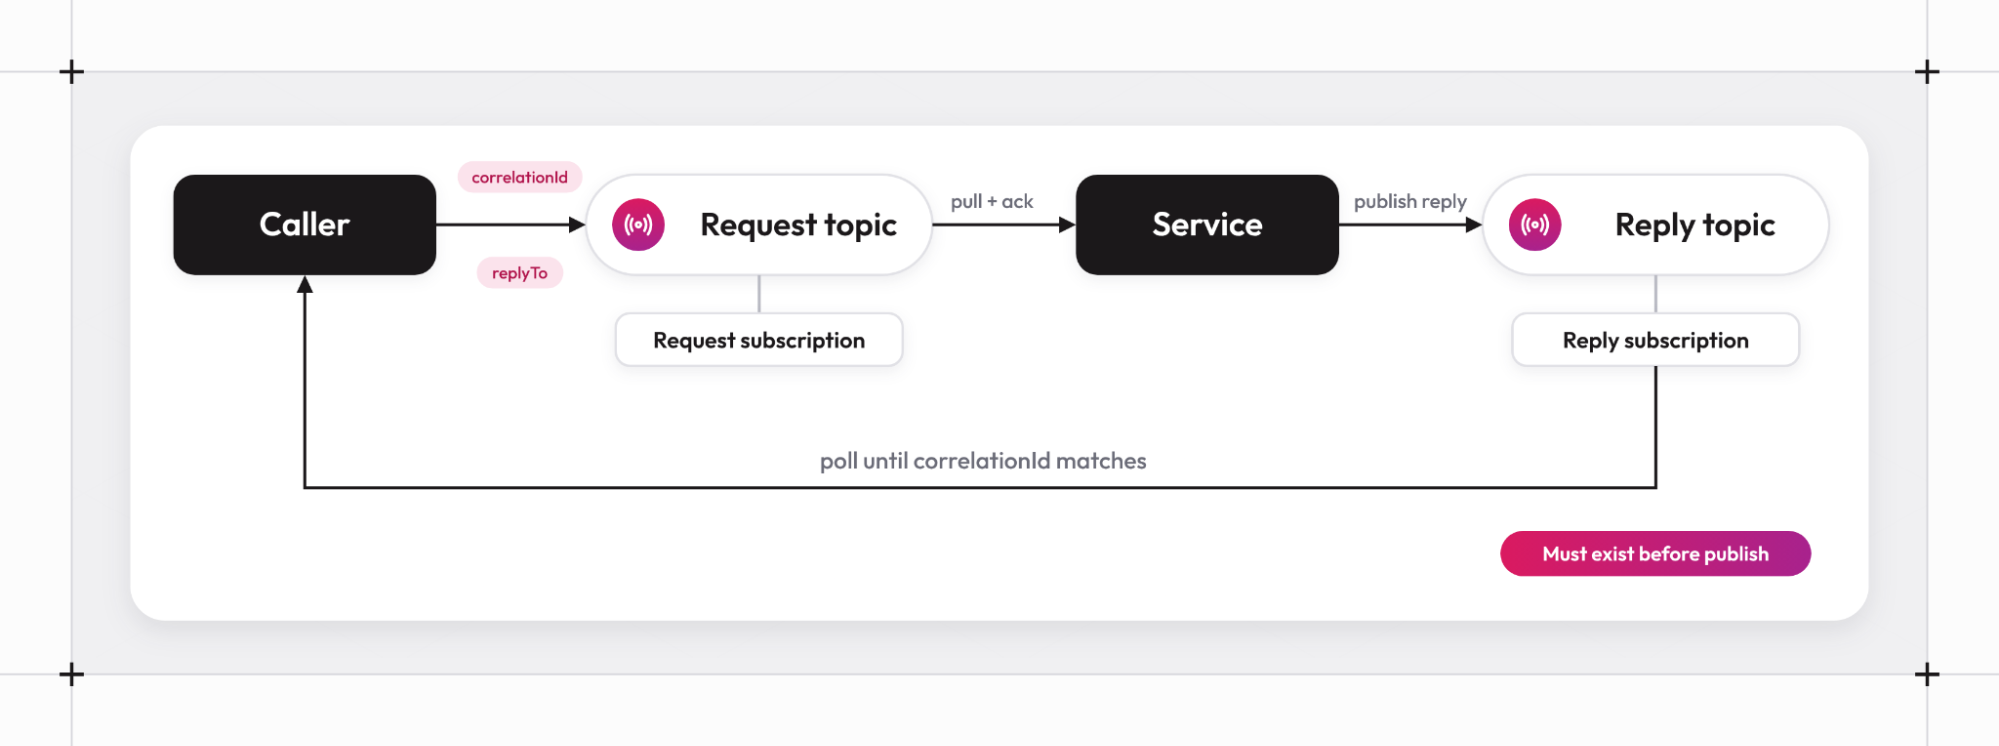 correlationId
Caller
Request topic
pull + ack
Service
publish reply
Reply topic
replyTo
Request subscription
Reply subscription
poll until correlationId matches
Must exist before publish